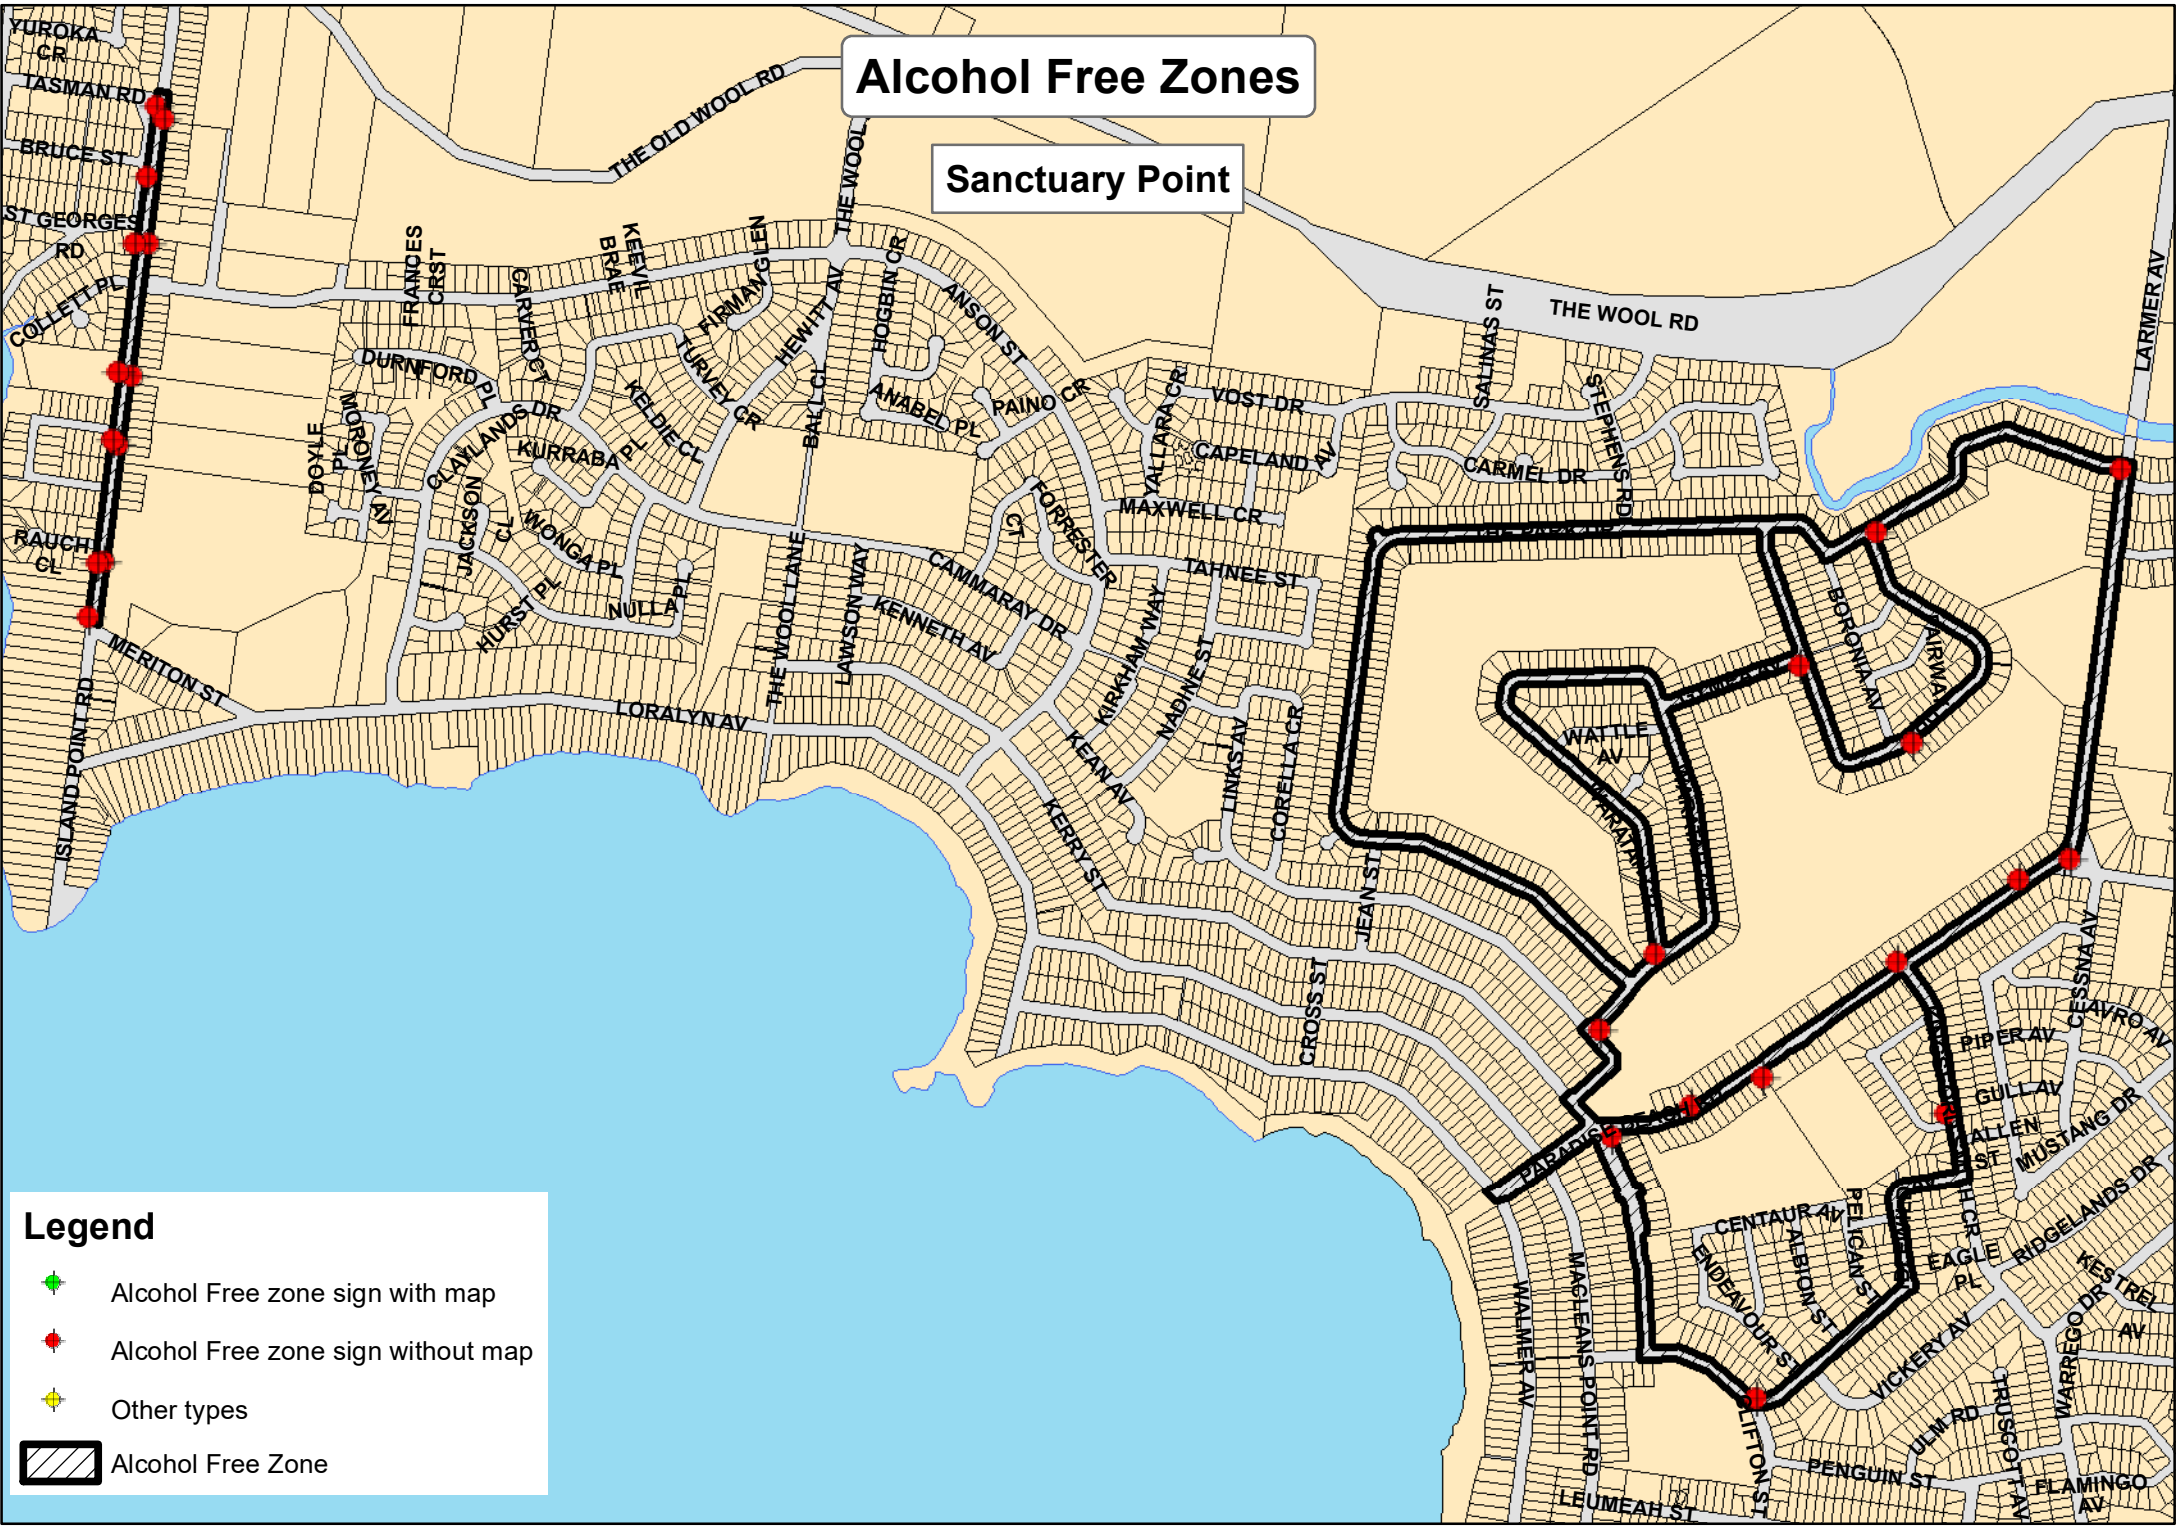 Alcohol Free Zones
Sanctuary Point
YUROKA
CR
TASMAN RD
BRUCE ST
ST GEORGES
RD
COLLETT PL
RAUCH
CL
MERITON ST
ISLAND POINT RD
THE OLD WOOL RD
THE WOOL
FRANCES
CRST
CARVER CT
KEEVIL
BRAE
FIRMAN
GLEN
HEWITT AV
HOGBIN CR
ANSON ST
DURNFORD PL
TURVEY CR
KELDIE CL
BAKI CL
ANABEL PL
PAINO CR
DOYLE
PL
MORONEY AV
CLAYLANDS DR
KURRABA PL
JACKSON
CL
WONGA PL
HURST PL
NULLA PL
THE WOOL LANE
LAWSON WAY
KENNETH AV
CAMMARAY DR
FORRESTER
CT
YALLARA CR
VOST DR
CAPELAND AV
MAXWELL CR
TAHNEE ST
KIRKHAM WAY
NADINE ST
KEAN AV
LINKS AV
CORELLA CR
LORALYN AV
KERRY ST
JEAN ST
CROSS ST
SALINAS ST
THE WOOL RD
STEPHENS RD
CARMEL DR
LARMER AV
BORONIA AV
WATTLE
AV
CESSNA AV
AVRO AV
PIPER AV
GULL AV
ALLEN
ST
MUSTANG DR
PARADISE BEACH RD
CENTAUR AV
PELICAN ST
ALBION ST
ENDEAVOUR ST
EAGLE
PL
RIDGELANDS DR
KESTREL
AV
VICKERY AV
WARREGO DR
WALMER AV
MACLEANS POINT RD
CLIFTON ST
ULM RD
TRUSCOTT AV
PENGUIN ST
FLAMINGO
AV
LEUMEAH ST
Legend
Alcohol Free zone sign with map
Alcohol Free zone sign without map
Other types
Alcohol Free Zone